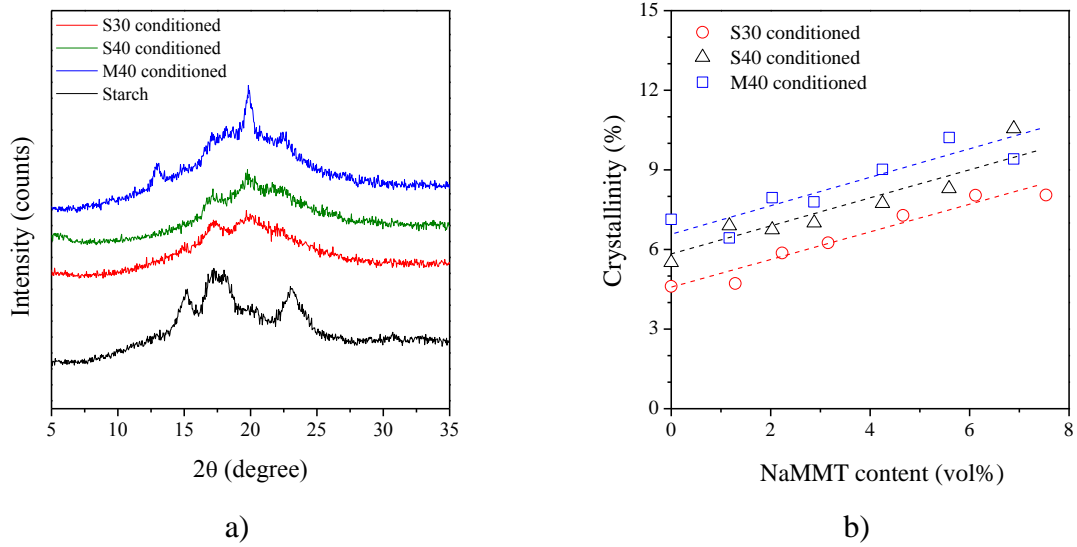 S30 conditioned
S40 conditioned
M40 conditioned
Starch
Intensity (counts)
5 10 15 20 25 30 35
2θ (degree)
a)
15
12
9
6
3
0
S30 conditioned
S40 conditioned
M40 conditioned
Crystallinity (%)
0 2 4 6 8
NaMMT content (vol%)
b)